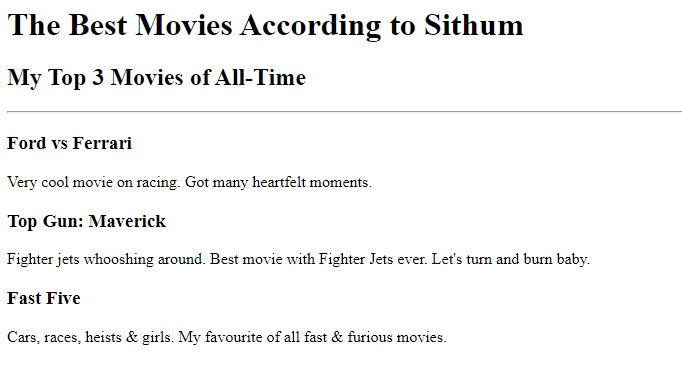 The Best Movies According to Sithum
My Top 3 Movies of All-Time
Ford vs Ferrari
Very cool movie on racing. Got many heartfelt moments.
Top Gun: Maverick
Fighter jets whooshing around. Best movie with Fighter Jets ever. Let's turn and burn baby.
Fast Five
Cars, races, heists & girls. My favourite of all fast & furious movies.